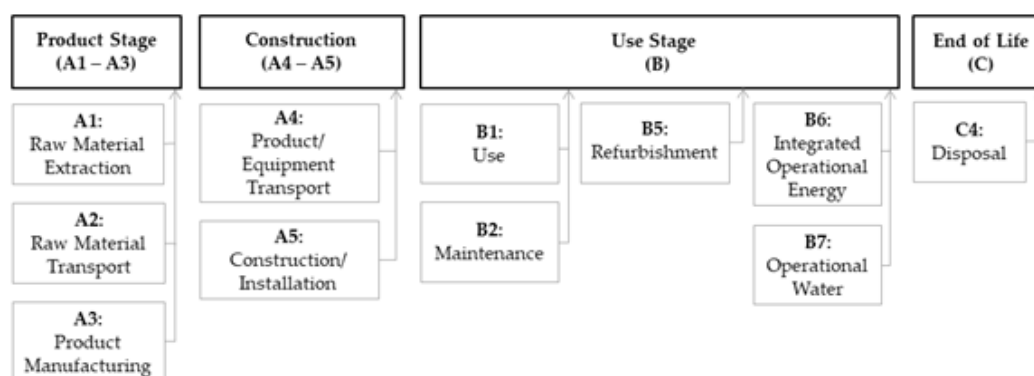 Product Stage
(A1 – A3)
A1:
Raw Material
Extraction
A2:
Raw Material
Transport
A3:
Product
Manufacturing
Construction
(A4 – A5)
A4:
Product/
Equipment
Transport
A5:
Construction/
Installation
Use Stage
(B)
B1:
Use
B2:
Maintenance
B5:
Refurbishment
B6:
Integrated
Operational
Energy
B7:
Operational
Water
End of Life
(C)
C4:
Disposal